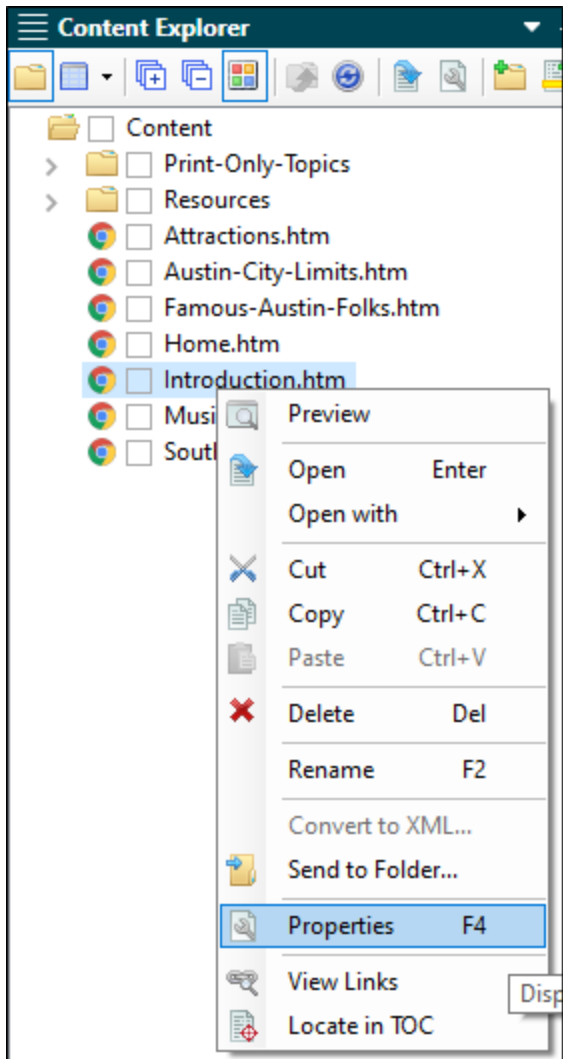 Content Explorer
Content
Print-Only-Topics
Resources
Attractions.htm
Austin-City-Limits.htm
Famous-Austin-Folks.htm
Home.htm
Introduction.htm
Preview
Open Enter
Open with
Cut Ctrl+X
Copy Ctrl+C
Paste Ctrl+V
Delete Del
Rename F2
Convert to XML...
Send to Folder...
Properties F4
View Links
Locate in TOC